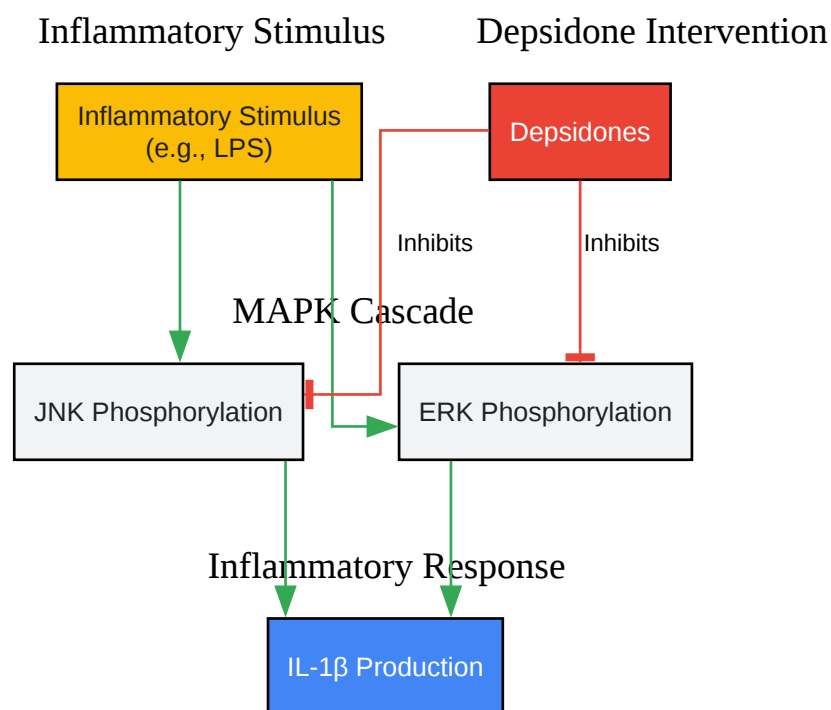 Inflammatory Stimulus
Depsidone Intervention
Inflammatory Stimulus
(e.g., LPS)
Depsidones
Inhibits
Inhibits
MAPK Cascade
JNK Phosphorylation
ERK Phosphorylation
Inflammatory Response
IL-1β Production